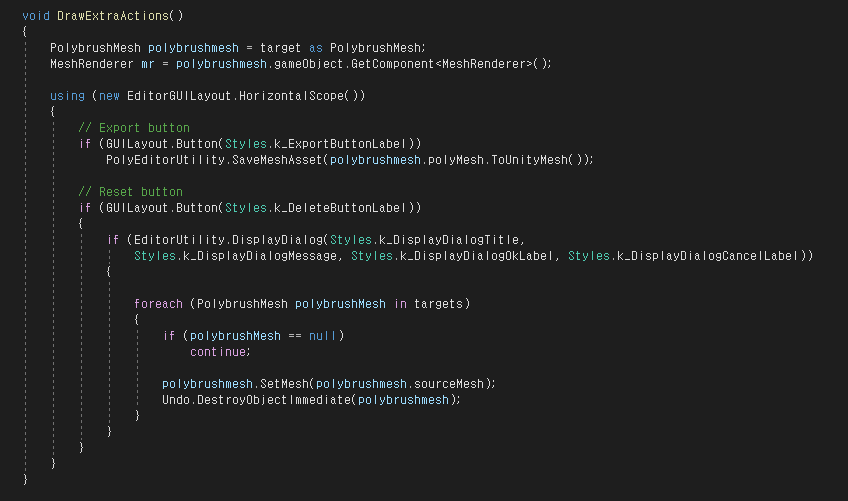 void DrawExtraActions()
{
PolybrushMesh polybrushmesh = target as PolybrushMesh;
MeshRenderer mr = polybrushmesh.gameObject.GetComponent<MeshRenderer>();
using (new EditorGUILayout.HorizontalScope())
{
// Export button
if (GUILayout.Button(Styles.k_ExportButtonLabel))
PolyEditorUtility.SaveMeshAsset(polybrushmesh.polyMesh.ToUnityMesh());
// Reset button
if (GUILayout.Button(Styles.k_DeleteButtonLabel))
{
if (EditorUtility.DisplayDialog(Styles.k_DisplayDialogTitle,
Styles.k_DisplayDialogMessage, Styles.k_DisplayDialogOkLabel, Styles.k_DisplayDialogCancelLabel))
{
foreach (PolybrushMesh polybrushMesh in targets)
{
if (polybrushMesh == null)
continue;
polybrushmesh.SetMesh(polybrushmesh.sourceMesh);
Undo.DestroyObjectImmediate(polybrushmesh);
}
}
}
}
}